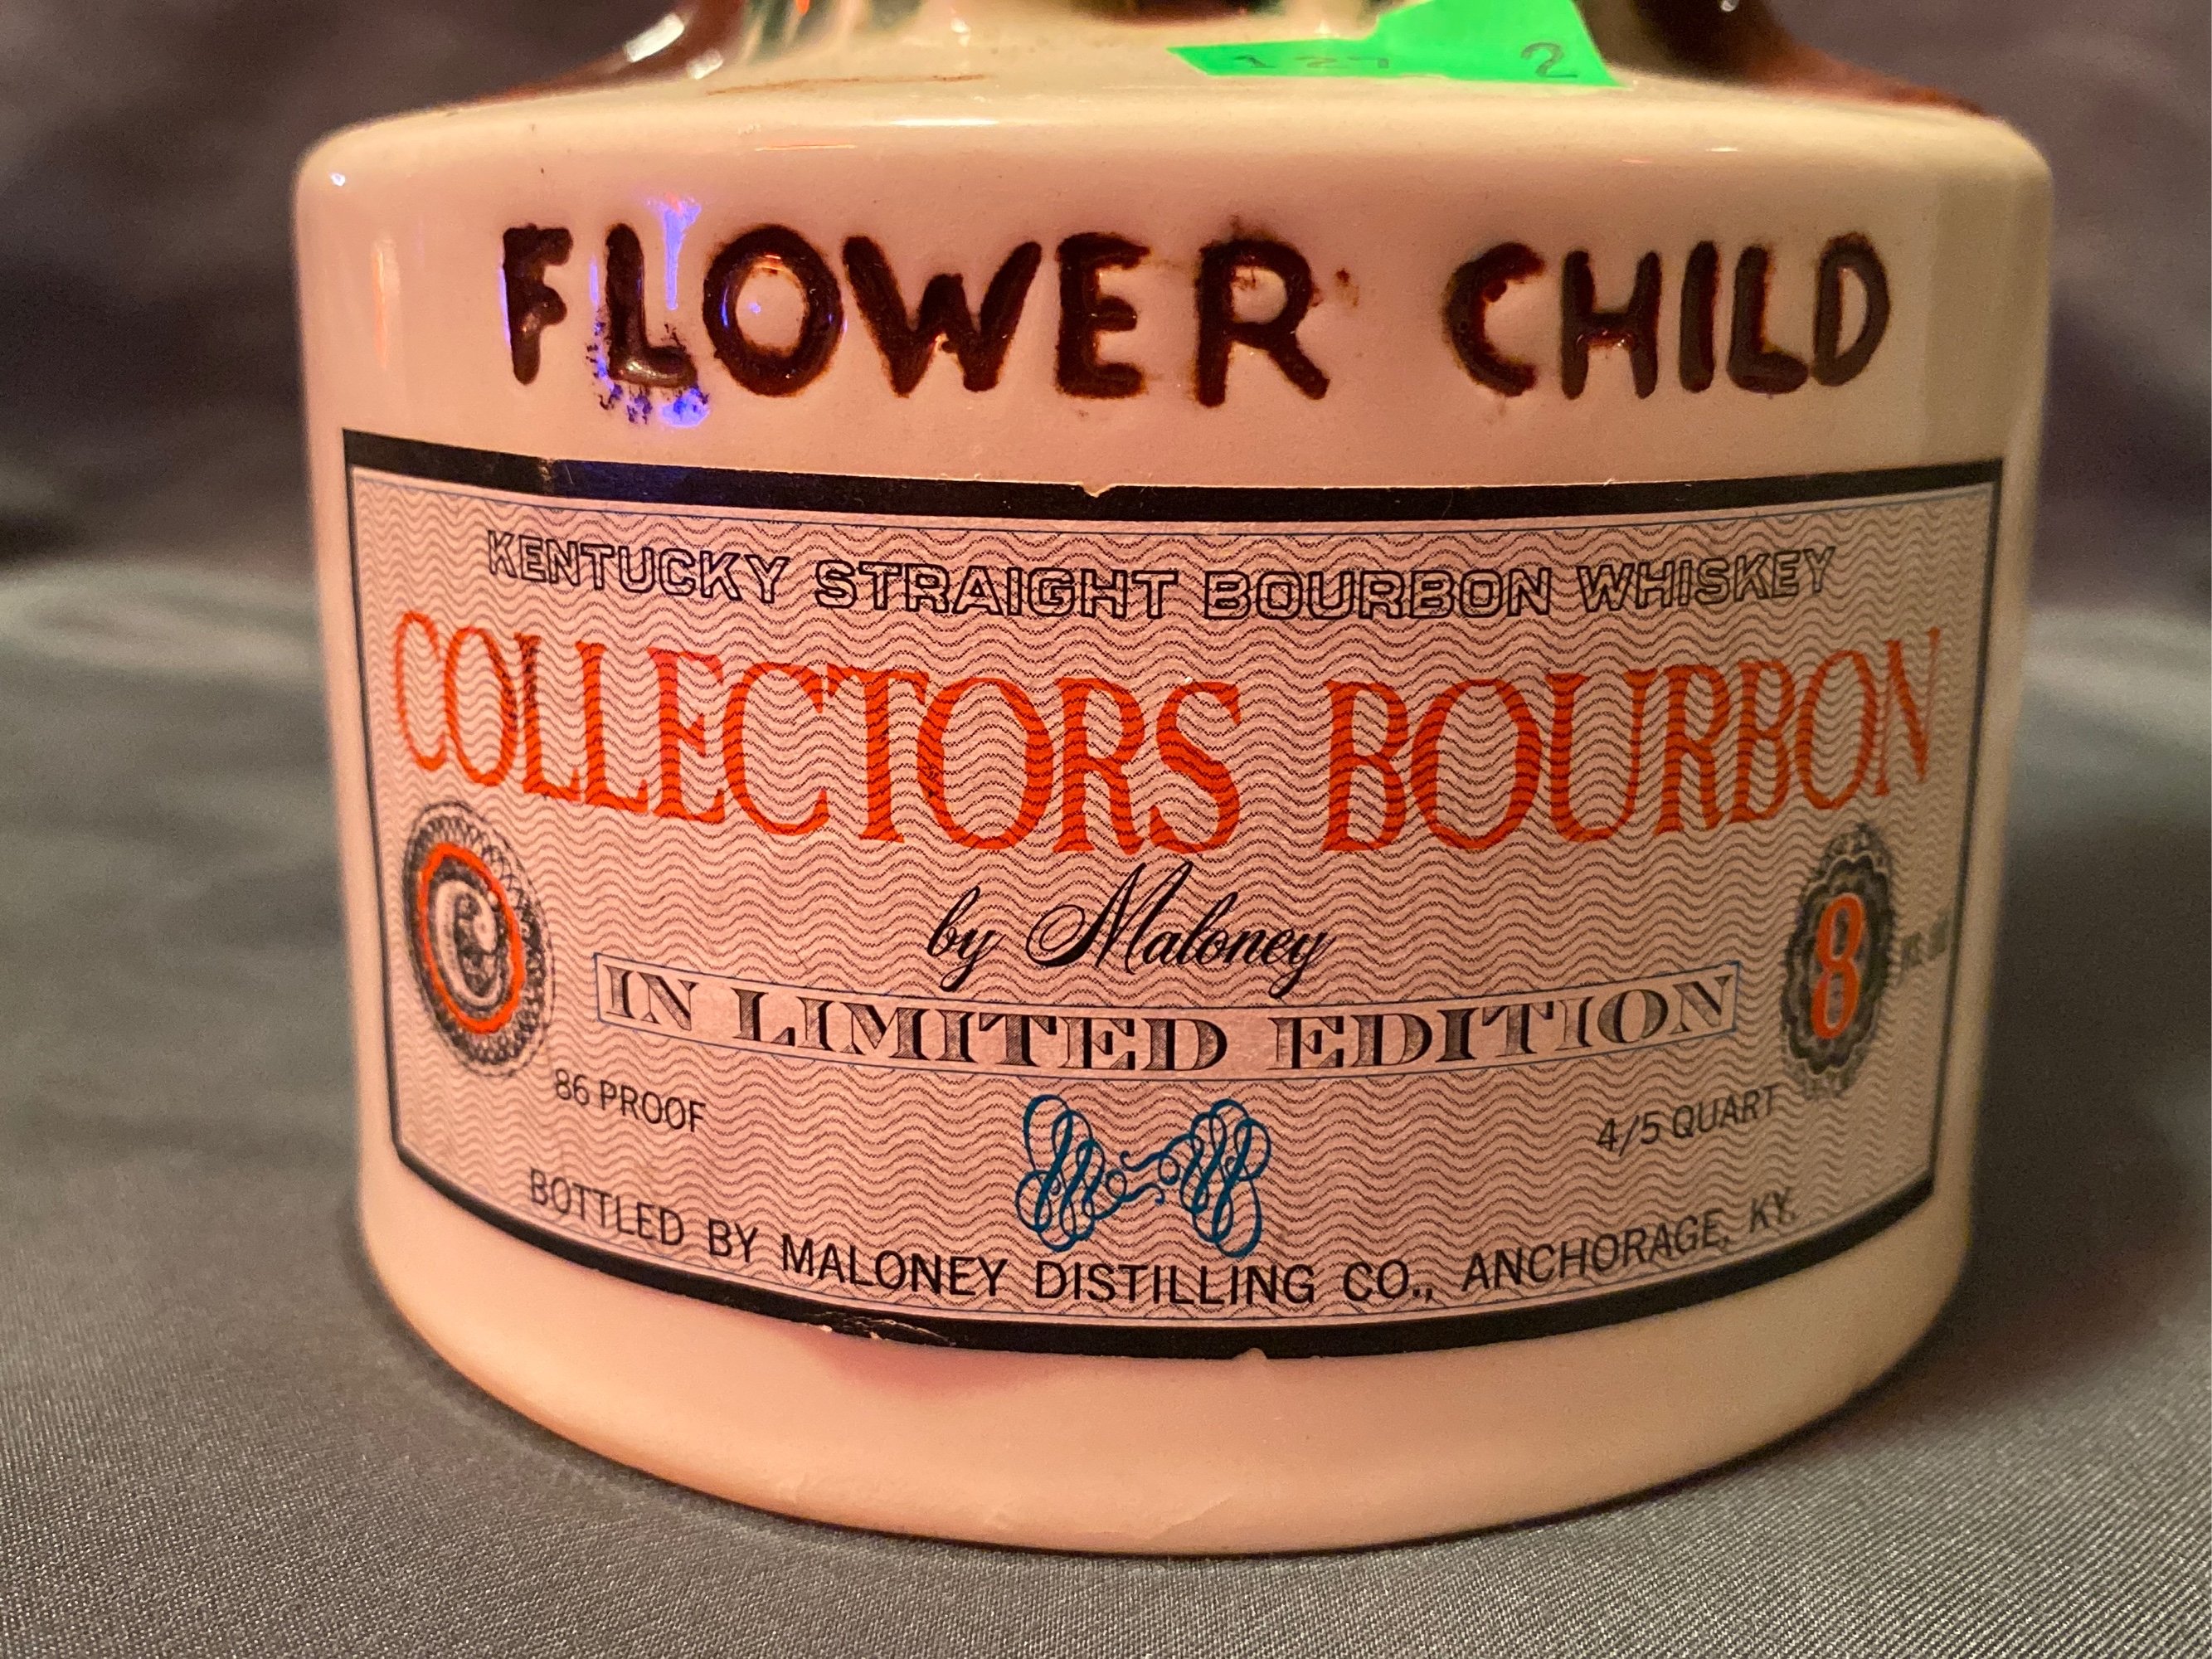 2
FLOWER CHILD
KENTUCKY STRAIGHT BOURBON WHISKEY
COLLECTORS BOURBON
by Maloney
C
8
IN LIMITED EDITION
86 PROOF
4/5 QUART
BOTTLED BY MALONEY DISTILLING CO., ANCHORAGE, KY.